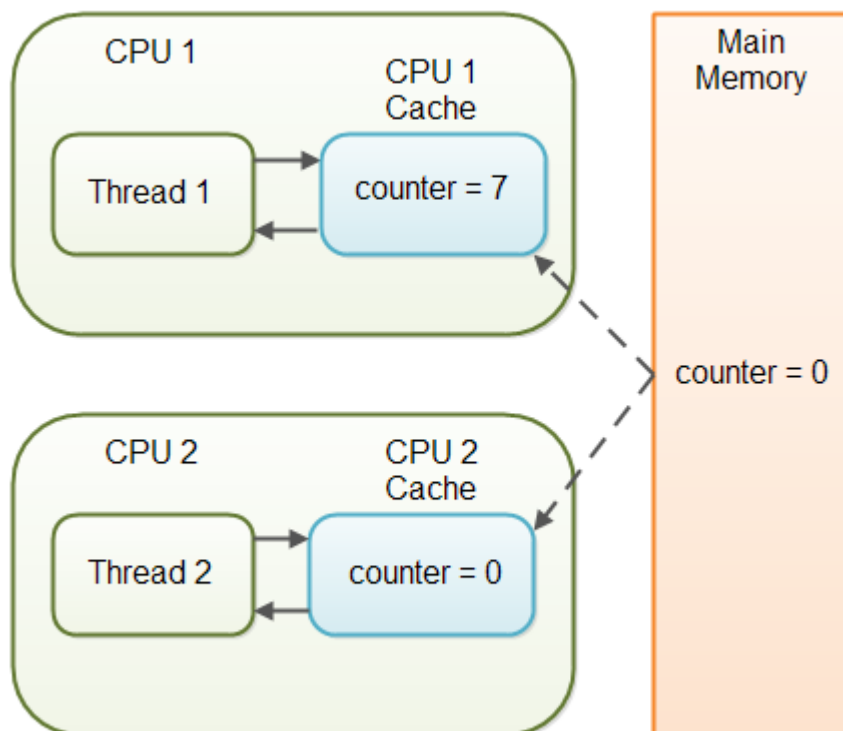 CPU 1
CPU 1
Cache
Thread 1
counter = 7
Main
Memory
counter = 0
CPU 2
CPU 2
Cache
Thread 2
counter = 0